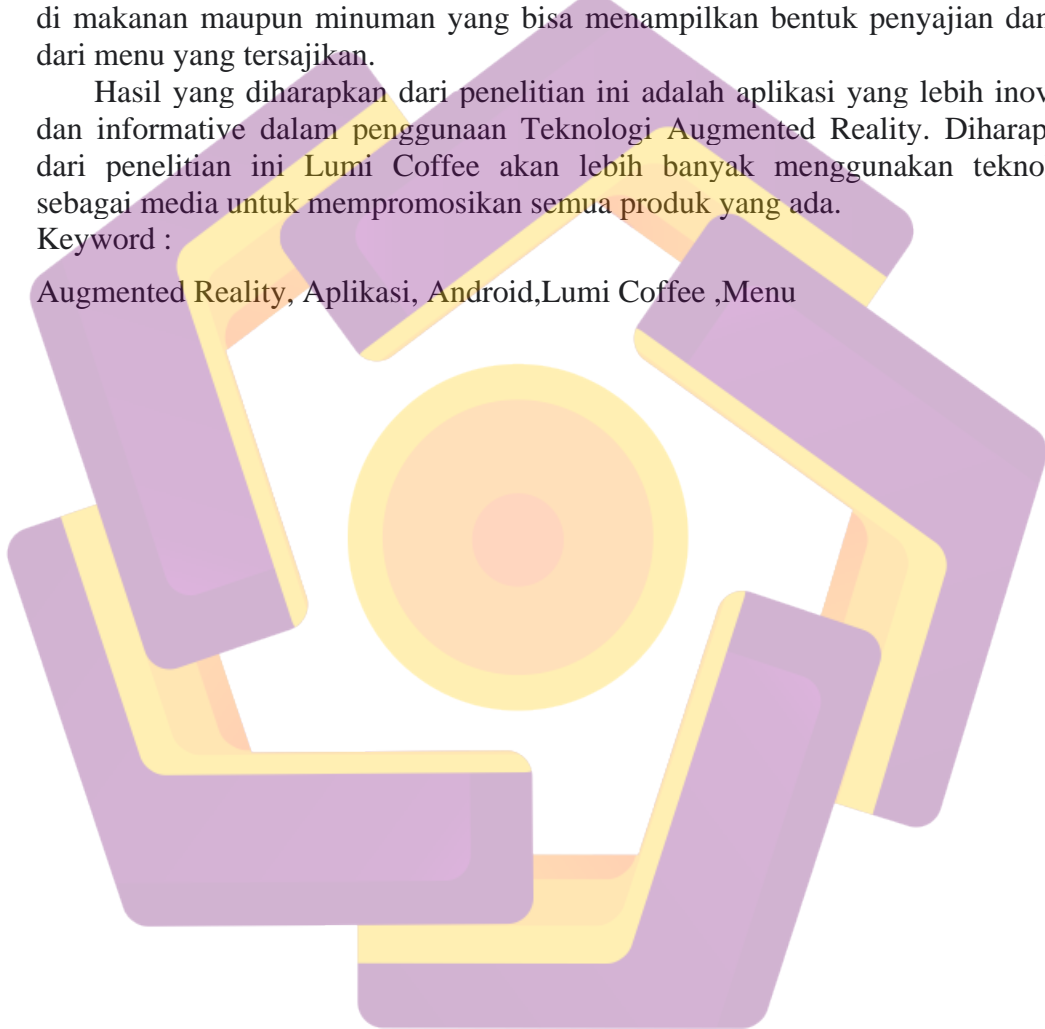 di makanan maupun minuman yang bisa menampilkan bentuk penyajian dan
dari menu yang tersajikan.
Hasil yang diharapkan dari penelitian ini adalah aplikasi yang lebih inov
dan informative dalam penggunaan Teknologi Augmented Reality. Diharap
dari penelitian ini Lumi Coffee akan lebih banyak menggunakan tekno
sebagai media untuk mempromosikan semua produk yang ada.
Keyword :
Augmented Reality, Aplikasi, Android,Lumi Coffee ,Menu